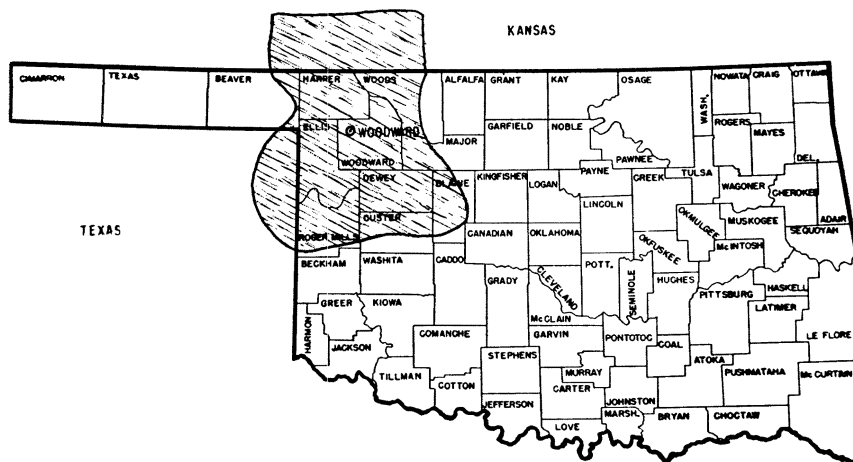 KANSAS
CIMARRON
TEXAS
BEAVER
HARPER
WOODS
ALFALFA
GRANT
KAY
OSAGE
WASH.
NOWATA
CRAIG
OTTAWA
ELLIS
WOODWARD
WOODWARD
MAJOR
GARFIELD
NOBLE
PAWNEE
ROGERS
MAYES
DEL.
DEWEY
BLAINE
KINGFISHER
LOGAN
PAYNE
CREEK
TULSA
WAGONER
CHEROKEE
ADAIR
TEXAS
ROGER MILLS
CUSTER
CANADIAN
OKLAHOMA
LINCOLN
OKFUSKEE
OKMULGEE
MUSKOGEE
McINTOSH
SEQUOYAH
BECKHAM
WASHITA
CADDO
GRADY
CLEVELAND
POTT.
SEMINOLE
HUGHES
PITTSBURG
HASKELL
LATIMER
LE FLORE
GREER
KIOWA
McCLAIN
HARMON
JACKSON
COMANCHE
STEPHENS
GARVIN
PONTOTOC
COAL
ATOKA
PUSHMATAHA
McCURTIAN
TILLMAN
COTTON
MURRAY
CARTER
JOHNSTON
JEFFERSON
LOVE
MARSH.
BRYAN
CHOCTAW